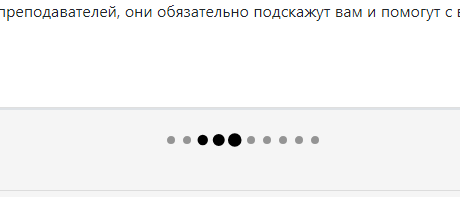 преподавателей, они обязательно подскажут вам и помогут с